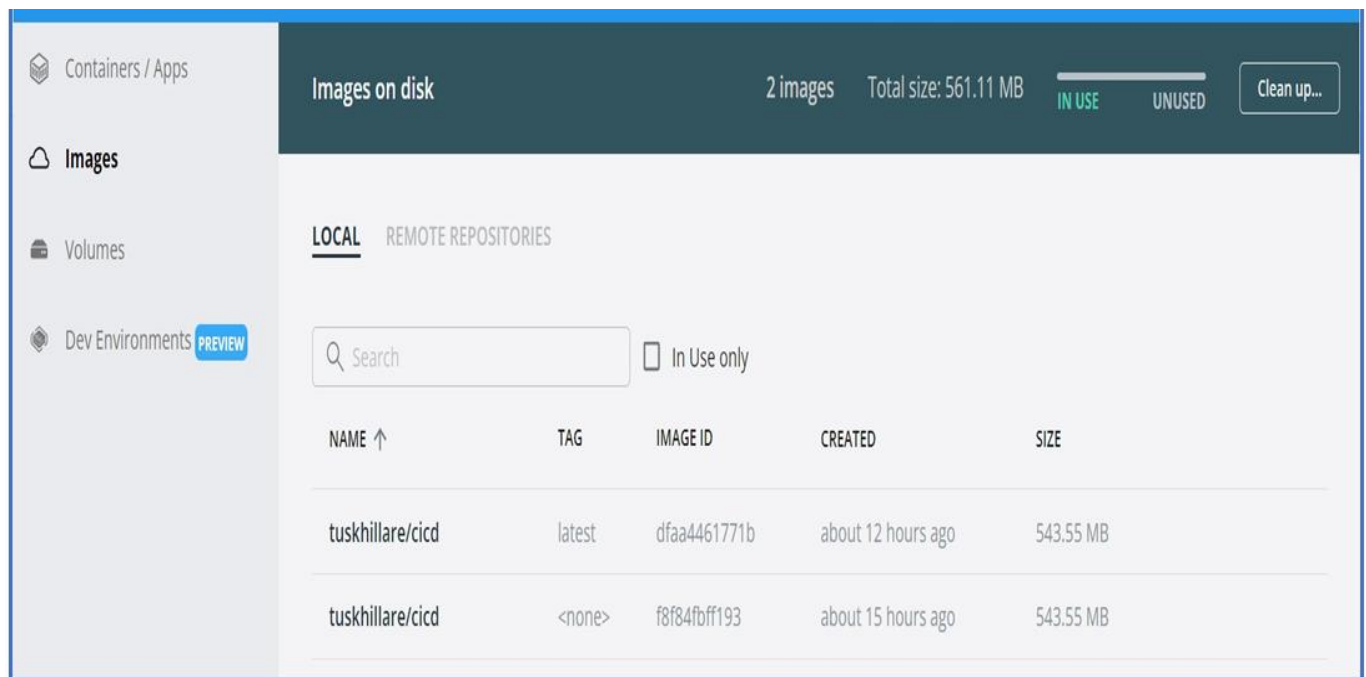 Containers / Apps
Images
Volumes
Dev Environments PREVIEW
Images on disk 2 images Total size: 561.11 MB IN USE UNUSED Clean up...
LOCAL REMOTE REPOSITORIES
Search In Use only
NAME TAG IMAGE ID CREATED SIZE
tuskhillare/cicd latest dfaa4461771b about 12 hours ago 543.55 MB
tuskhillare/cicd <none> f8f84fbff193 about 15 hours ago 543.55 MB